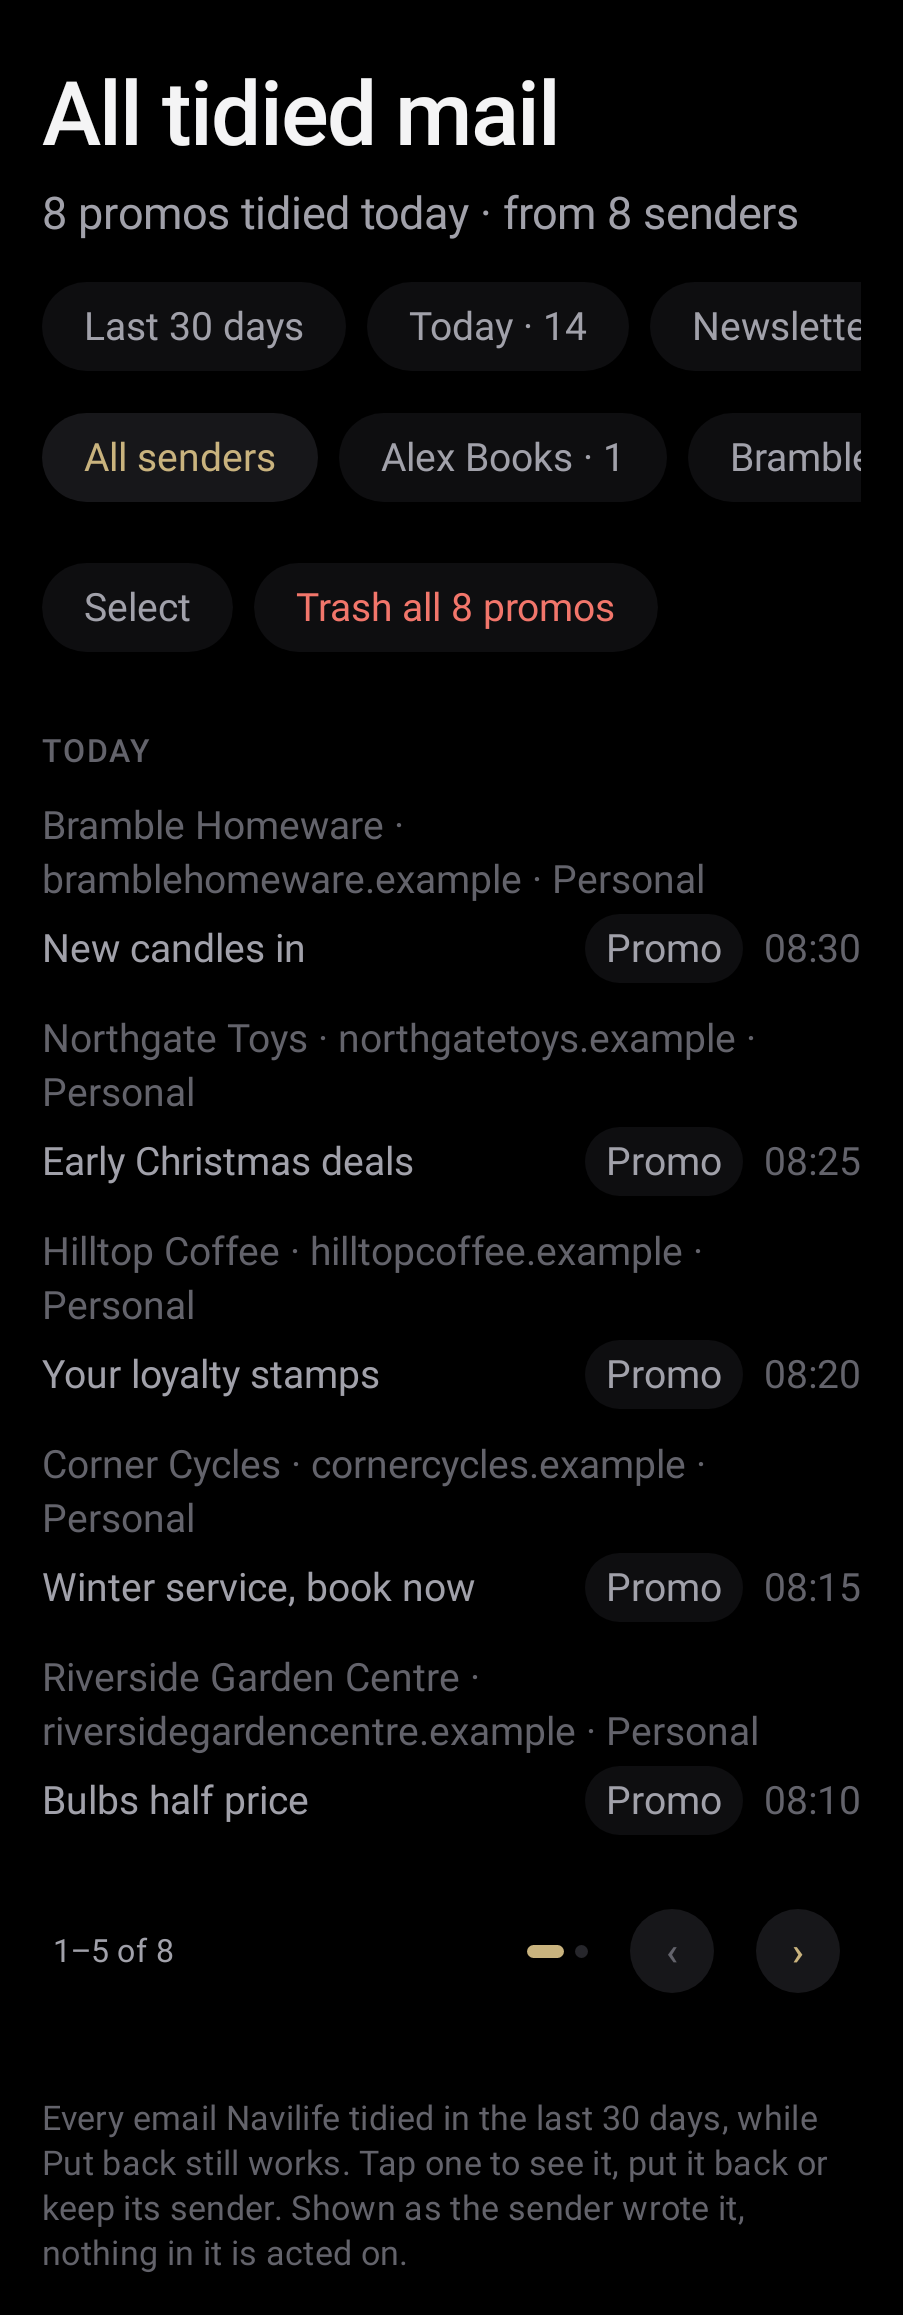 All tidied mail
8 promos tidied today · from 8 senders
Last 30 days
Today · 14
Newslette
All senders
Alex Books · 1
Bramble
Select
Trash all 8 promos
TODAY
Bramble Homeware ·
bramblehomeware.example · Personal
New candles in
Promo
08:30
Northgate Toys · northgatetoys.example ·
Personal
Early Christmas deals
Promo
08:25
Hilltop Coffee · hilltopcoffee.example ·
Personal
Your loyalty stamps
Promo
08:20
Corner Cycles · cornercycles.example ·
Personal
Winter service, book now
Promo
08:15
Riverside Garden Centre ·
riversidegardencentre.example · Personal
Bulbs half price
Promo
08:10
1–5 of 8
‹
›
Every email Navilife tidied in the last 30 days, while
Put back still works. Tap one to see it, put it back or
keep its sender. Shown as the sender wrote it,
nothing in it is acted on.